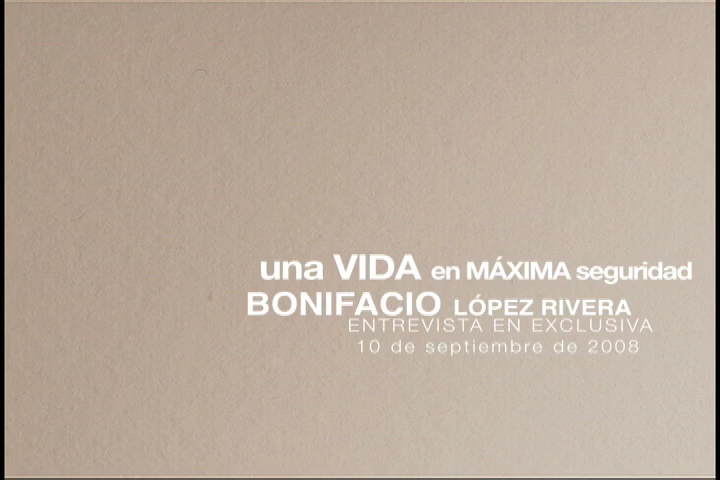 una VIDA en MÁXIMA seguridad
BONIFACIO LÓPEZ RIVERA
ENTREVISTA EN EXCLUSIVA
10 de septiembre de 2008